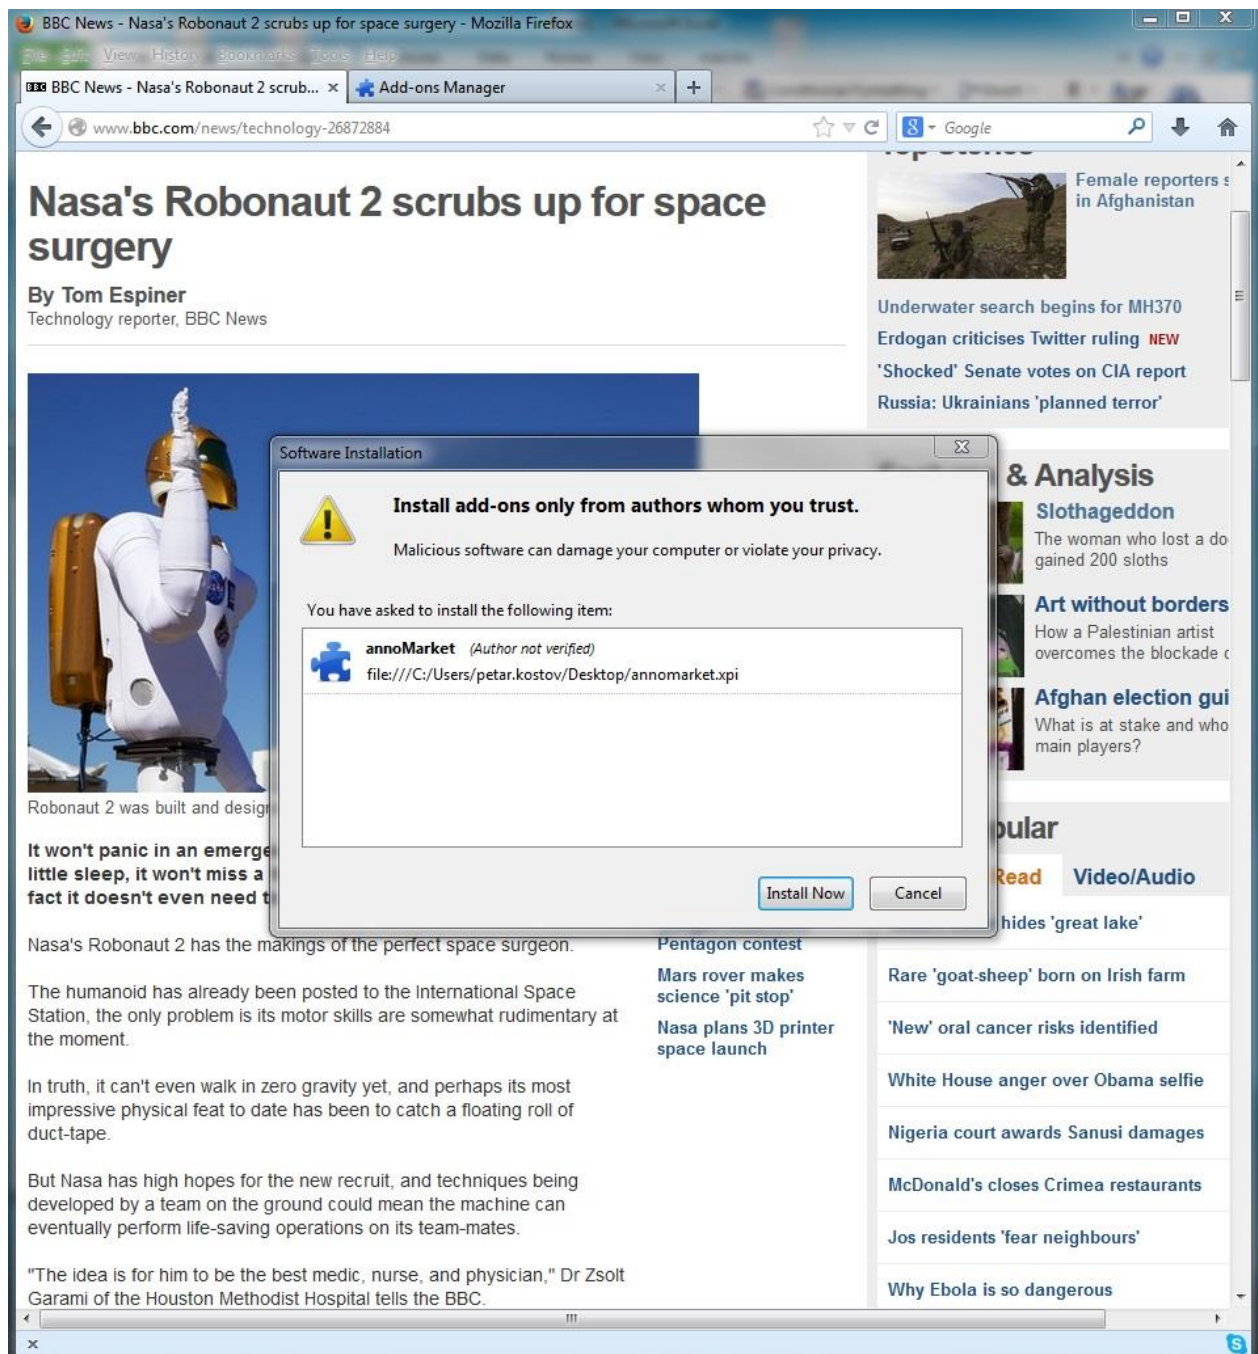 BBC News - Nasa's Robonaut 2 scrubs up for space surgery - Mozilla Firefox
File Edit View History Bookmarks Tools Help
BBC BBC News - Nasa's Robonaut 2 scrub...
Add-ons Manager
www.bbc.com/news/technology-26872884
Google
Nasa's Robonaut 2 scrubs up for space
surgery
By Tom Espiner
Technology reporter, BBC News
Robonaut 2 was built and
It won't panic in an
little sleep, it won't miss a
fact it doesn't even need
Nasa's Robonaut 2 has the makings of the perfect space surgeon.
The humanoid has already been posted to the International Space
Station, the only problem is its motor skills are somewhat rudimentary at
the moment.
In truth, it can't even walk in zero gravity yet, and perhaps its most
impressive physical feat to date has been to catch a floating roll of
duct-tape.
But Nasa has high hopes for the new recruit, and techniques being
developed by a team on the ground could mean the machine can
eventually perform life-saving operations on its team-mates.
"The idea is for him to be the best medic, nurse, and physician," Dr Zsolt
Garami of the Houston Methodist Hospital tells the BBC.
Software Installation
Install add-ons only from authors whom you trust.
Malicious software can damage your computer or violate your privacy.
You have asked to install the following item:
annoMarket (Author not verified)
file:///C:/Users/petar.kostov/Desktop/annomarket.xpi
Install Now
Cancel
Pentagon contest
Mars rover makes
science 'pit stop'
Nasa plans 3D printer
space launch
Top Stories
Female reporters
in Afghanistan
Underwater search begins for MH370
Erdogan criticises Twitter ruling NEW
'Shocked' Senate votes on CIA report
Russia: Ukrainians 'planned terror'
& Analysis
Slothageddon
The woman who lost a
gained 200 sloths
Art without borders
How a Palestinian artist
overcomes the blockade
Afghan election
What is at stake and who
main players?
Read
Video/Audio
hides 'great lake'
Rare 'goat-sheep' born on Irish farm
'New' oral cancer risks identified
White House anger over Obama selfie
Nigeria court awards Sanusi damages
McDonald's closes Crimea restaurants
Jos residents 'fear neighbours'
Why Ebola is so dangerous